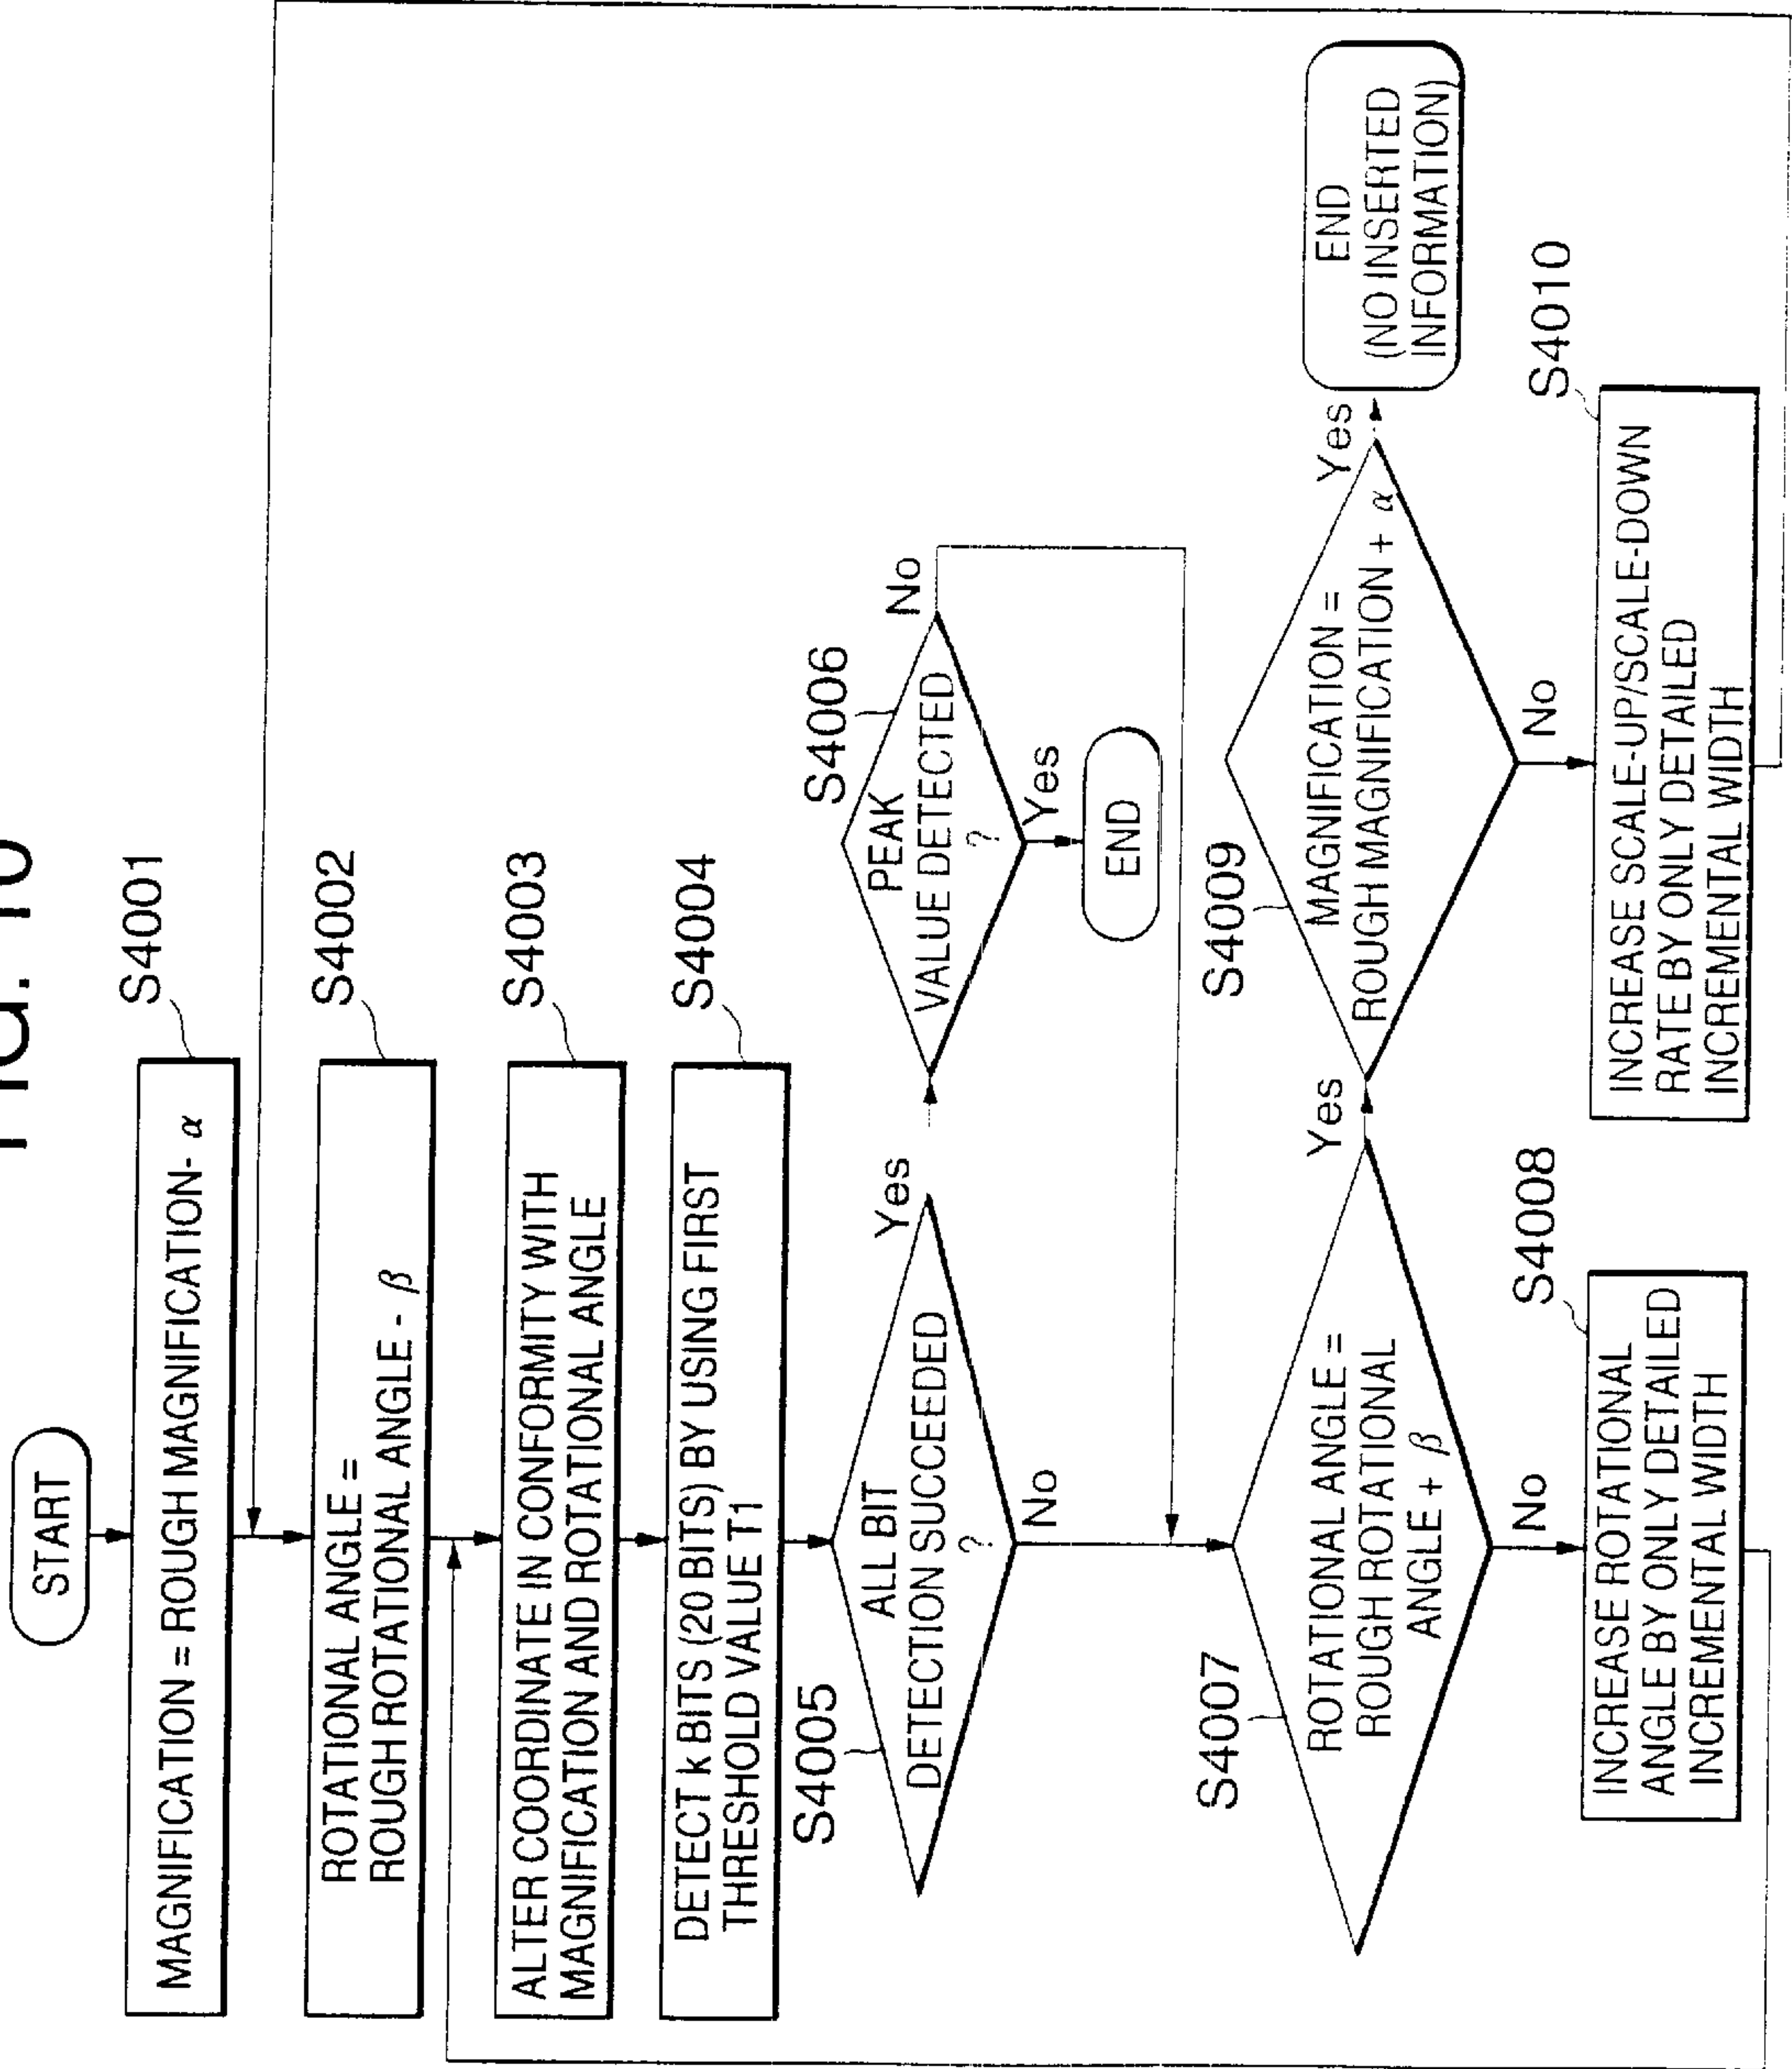 START
S4001
MAGNIFICATION = ROUGH MAGNIFICATION- α
S4002
ROTATIONAL ANGLE =
ROUGH ROTATIONAL ANGLE - β
S4003
ALTER COORDINATE IN CONFORMITY WITH
MAGNIFICATION AND ROTATIONAL ANGLE
S4004
DETECT k BITS (20 BITS) BY USING FIRST
THRESHOLD VALUE T1
S4005
ALL BIT
DETECTION SUCCEEDED
?
Yes
No
S4006
PEAK
VALUE DETECTED
?
No
Yes
END
S4007
ROTATIONAL ANGLE =
ROUGH ROTATIONAL
ANGLE + β
Yes
No
S4008
INCREASE ROTATIONAL
ANGLE BY ONLY DETAILED
INCREMENTAL WIDTH
S4009
MAGNIFICATION =
ROUGH MAGNIFICATION + α
Yes
No
END
(NO INSERTED
INFORMATION)
S4010
INCREASE SCALE-UP/SCALE-DOWN
RATE BY ONLY DETAILED
INCREMENTAL WIDTH